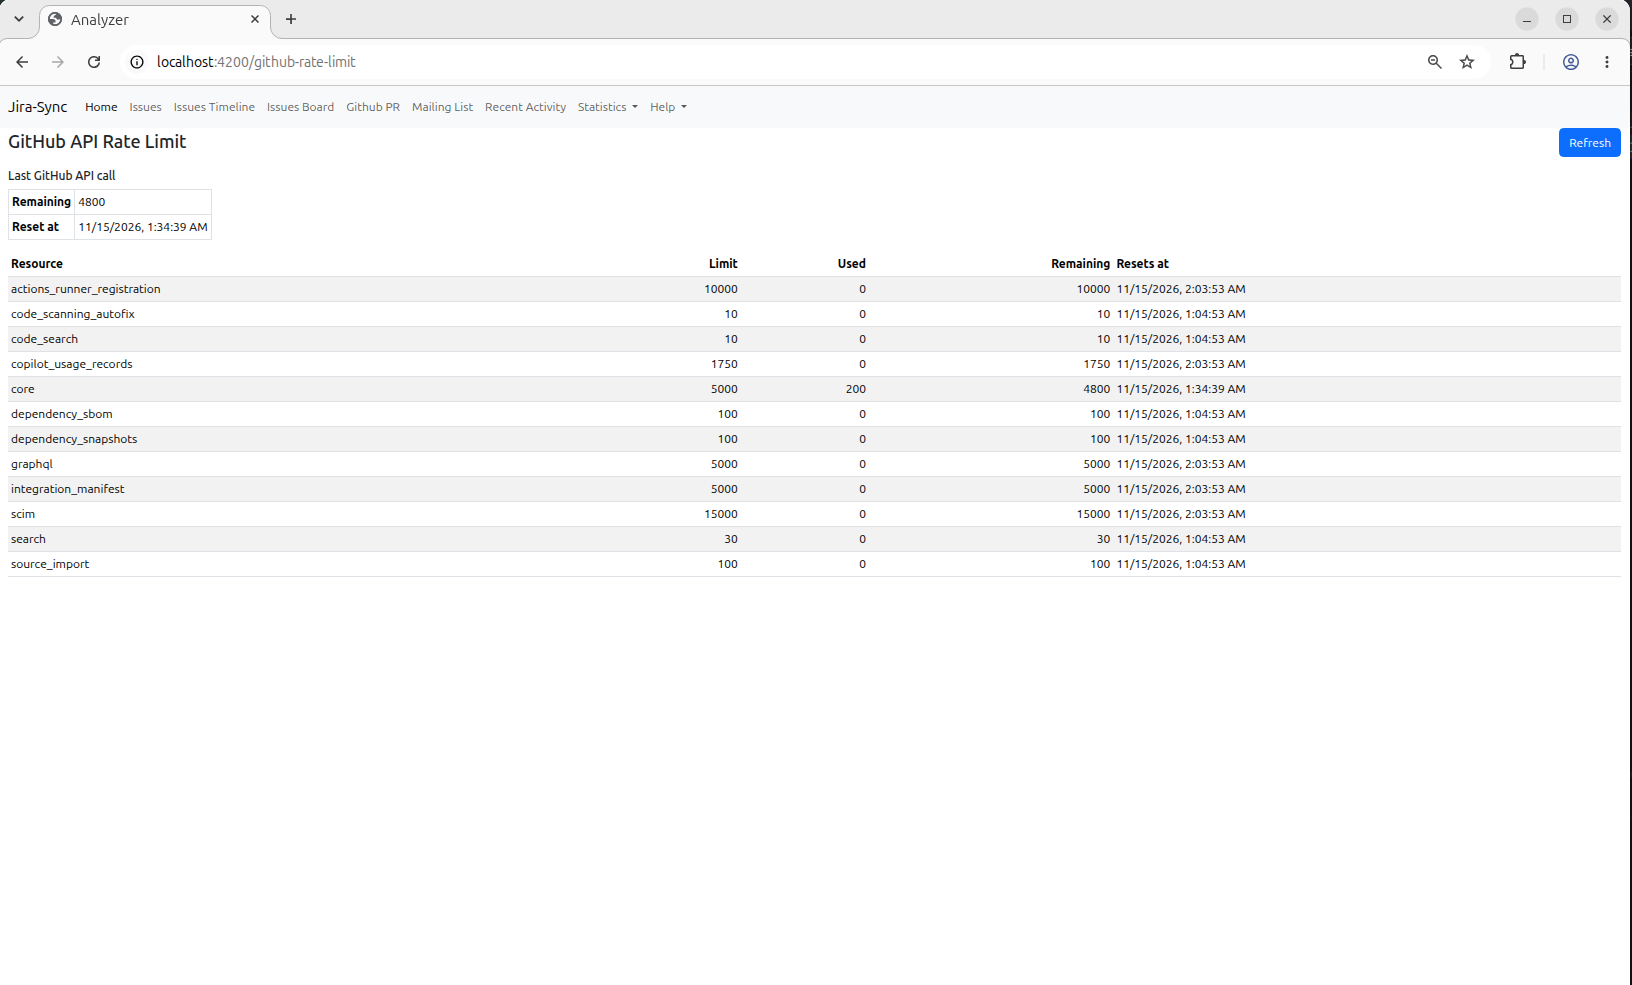 Analyzer
localhost:4200/github-rate-limit
Jira-Sync Home Issues Issues Timeline Issues Board Github PR Mailing List Recent Activity Statistics Help
GitHub API Rate Limit Refresh
Last GitHub API call
Remaining 4800
Reset at 11/15/2026, 1:34:39 AM
Resource Limit Used Remaining Resets at
actions_runner_registration 10000 0 10000 11/15/2026, 2:03:53 AM
code_scanning_autofix 10 0 10 11/15/2026, 1:04:53 AM
code_search 10 0 10 11/15/2026, 1:04:53 AM
copilot_usage_records 1750 0 1750 11/15/2026, 2:03:53 AM
core 5000 200 4800 11/15/2026, 1:34:39 AM
dependency_sbom 100 0 100 11/15/2026, 1:04:53 AM
dependency_snapshots 100 0 100 11/15/2026, 1:04:53 AM
graphql 5000 0 5000 11/15/2026, 2:03:53 AM
integration_manifest 5000 0 5000 11/15/2026, 2:03:53 AM
scim 15000 0 15000 11/15/2026, 2:03:53 AM
search 30 0 30 11/15/2026, 1:04:53 AM
source_import 100 0 100 11/15/2026, 1:04:53 AM